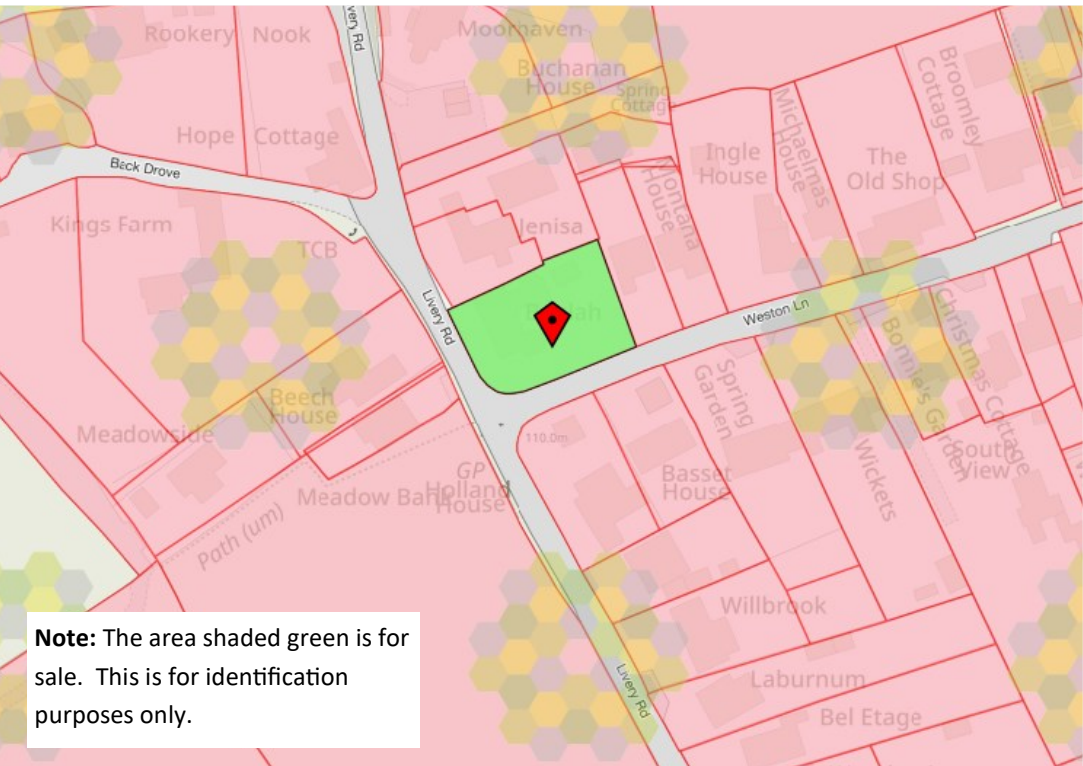 Rookery Nook
very Rd
Moorhaven
Buchanan
House
Spring
Cottage
Broomley
Cottage
Hope Cottage
Back Drove
Ingle
House
Michaelmas
House
The
Old Shop
Montana
House
Kings Farm
TCB
Jenisa
Livery Rd
Weston Ln
Beech
House
Meadowside
Spring
Garden
Bonnie's Garden
Christmas Cottage
110.0m
GP
Meadow Bank
Holland
House
Basset
House
Wickets
South
View
Path (um)
Willbrook
Livery Rd
Laburnum
Bel Etage
Note: The area shaded green is for
sale. This is for identification
purposes only.